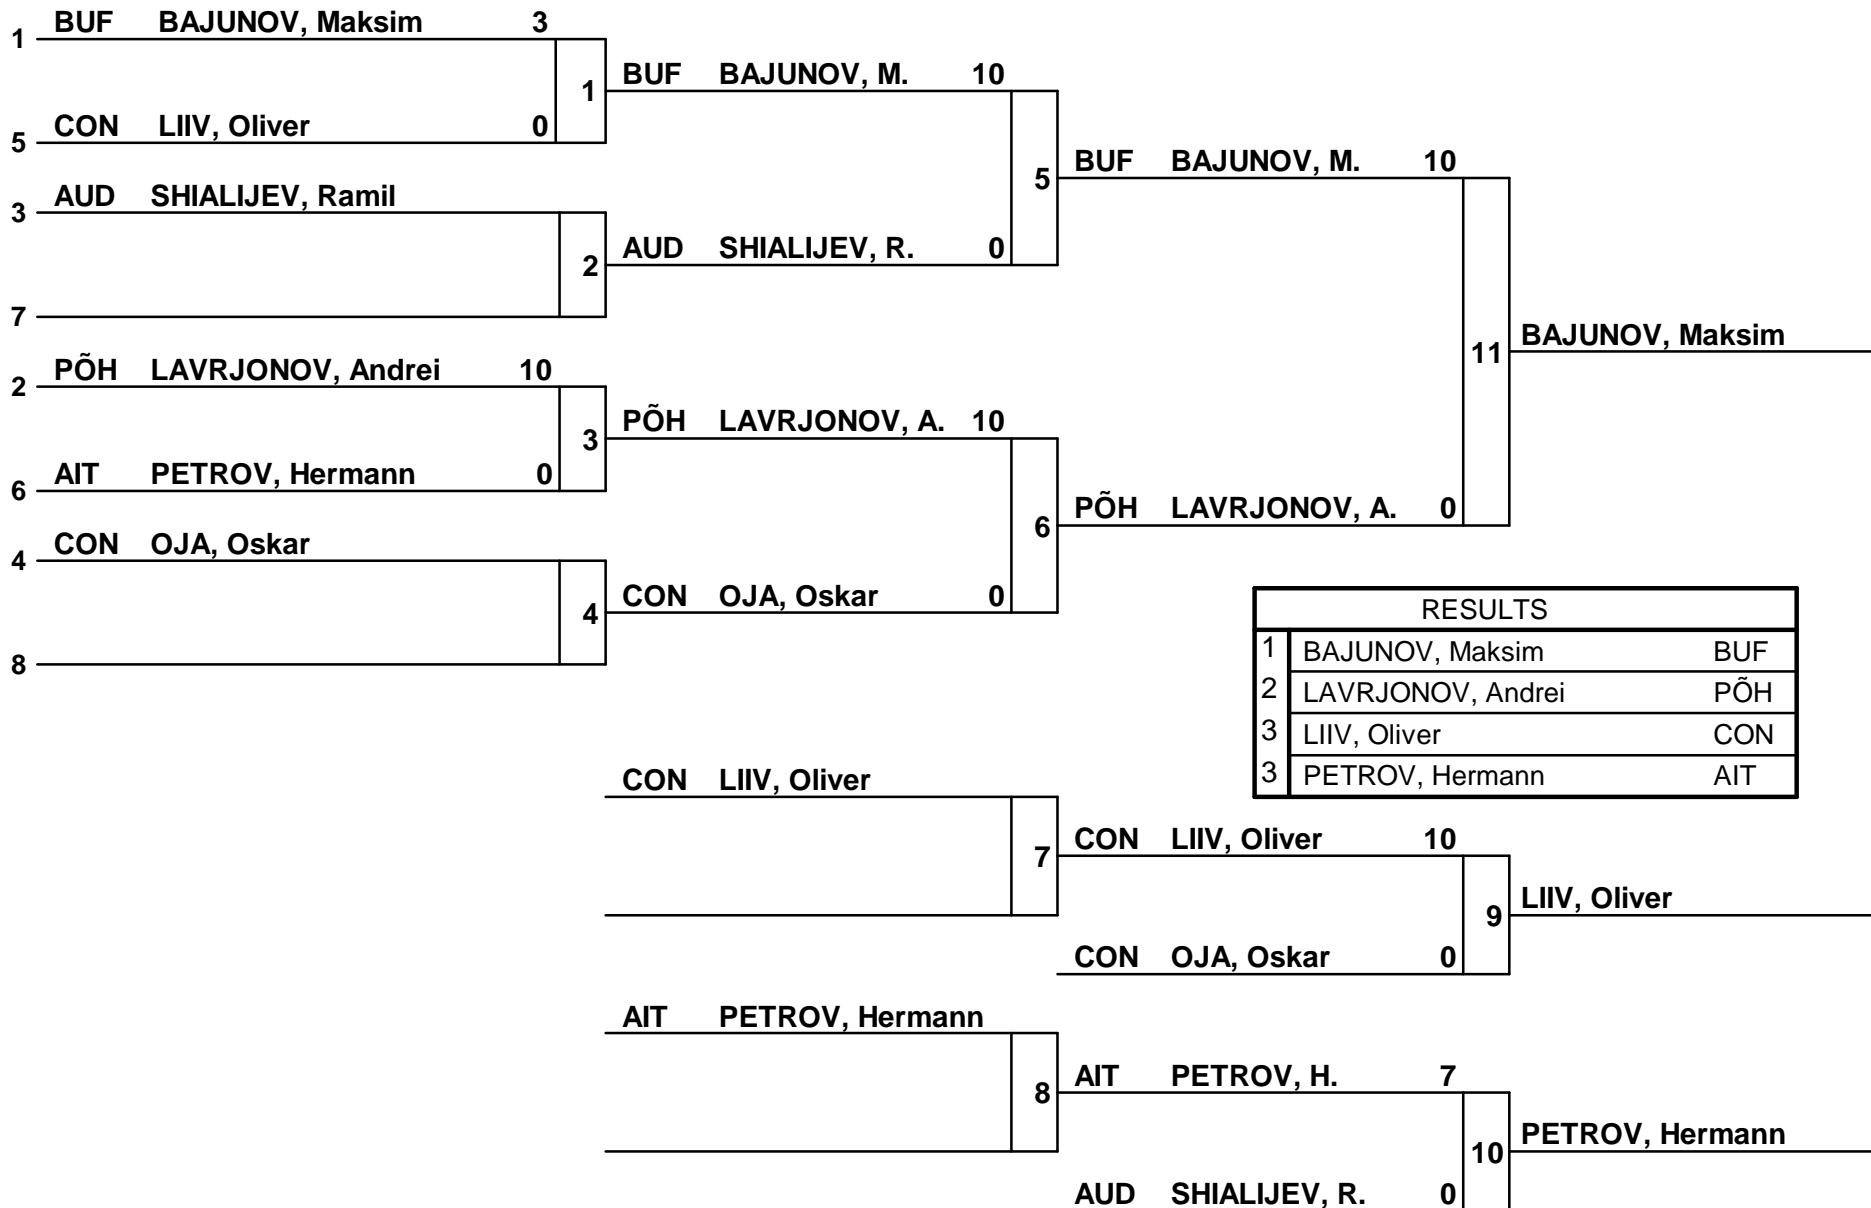 BUF BAJUNOV, Maksim 3
1
BUF BAJUNOV, M. 10
1
CON LIIV, Oliver 0
5
BUF BAJUNOV, M. 10
5
AUD SHIALIJEV, Ramil
3
AUD SHIALIJEV, R. 0
2
7
BAJUNOV, Maksim
11
PÕH LAVRJONOV, Andrei 10
2
PÕH LAVRJONOV, A. 10
3
AIT PETROV, Hermann 0
6
PÕH LAVRJONOV, A. 0
6
CON OJA, Oskar
4
CON OJA, Oskar 0
4
8
RESULTS
1 BAJUNOV, Maksim BUF
2 LAVRJONOV, Andrei PÕH
3 LIIV, Oliver CON
3 PETROV, Hermann AIT
CON LIIV, Oliver
7
CON LIIV, Oliver 10
LIIV, Oliver
9
CON OJA, Oskar 0
AIT PETROV, Hermann
8
AIT PETROV, H. 7
PETROV, Hermann
10
AUD SHIALIJEV, R. 0